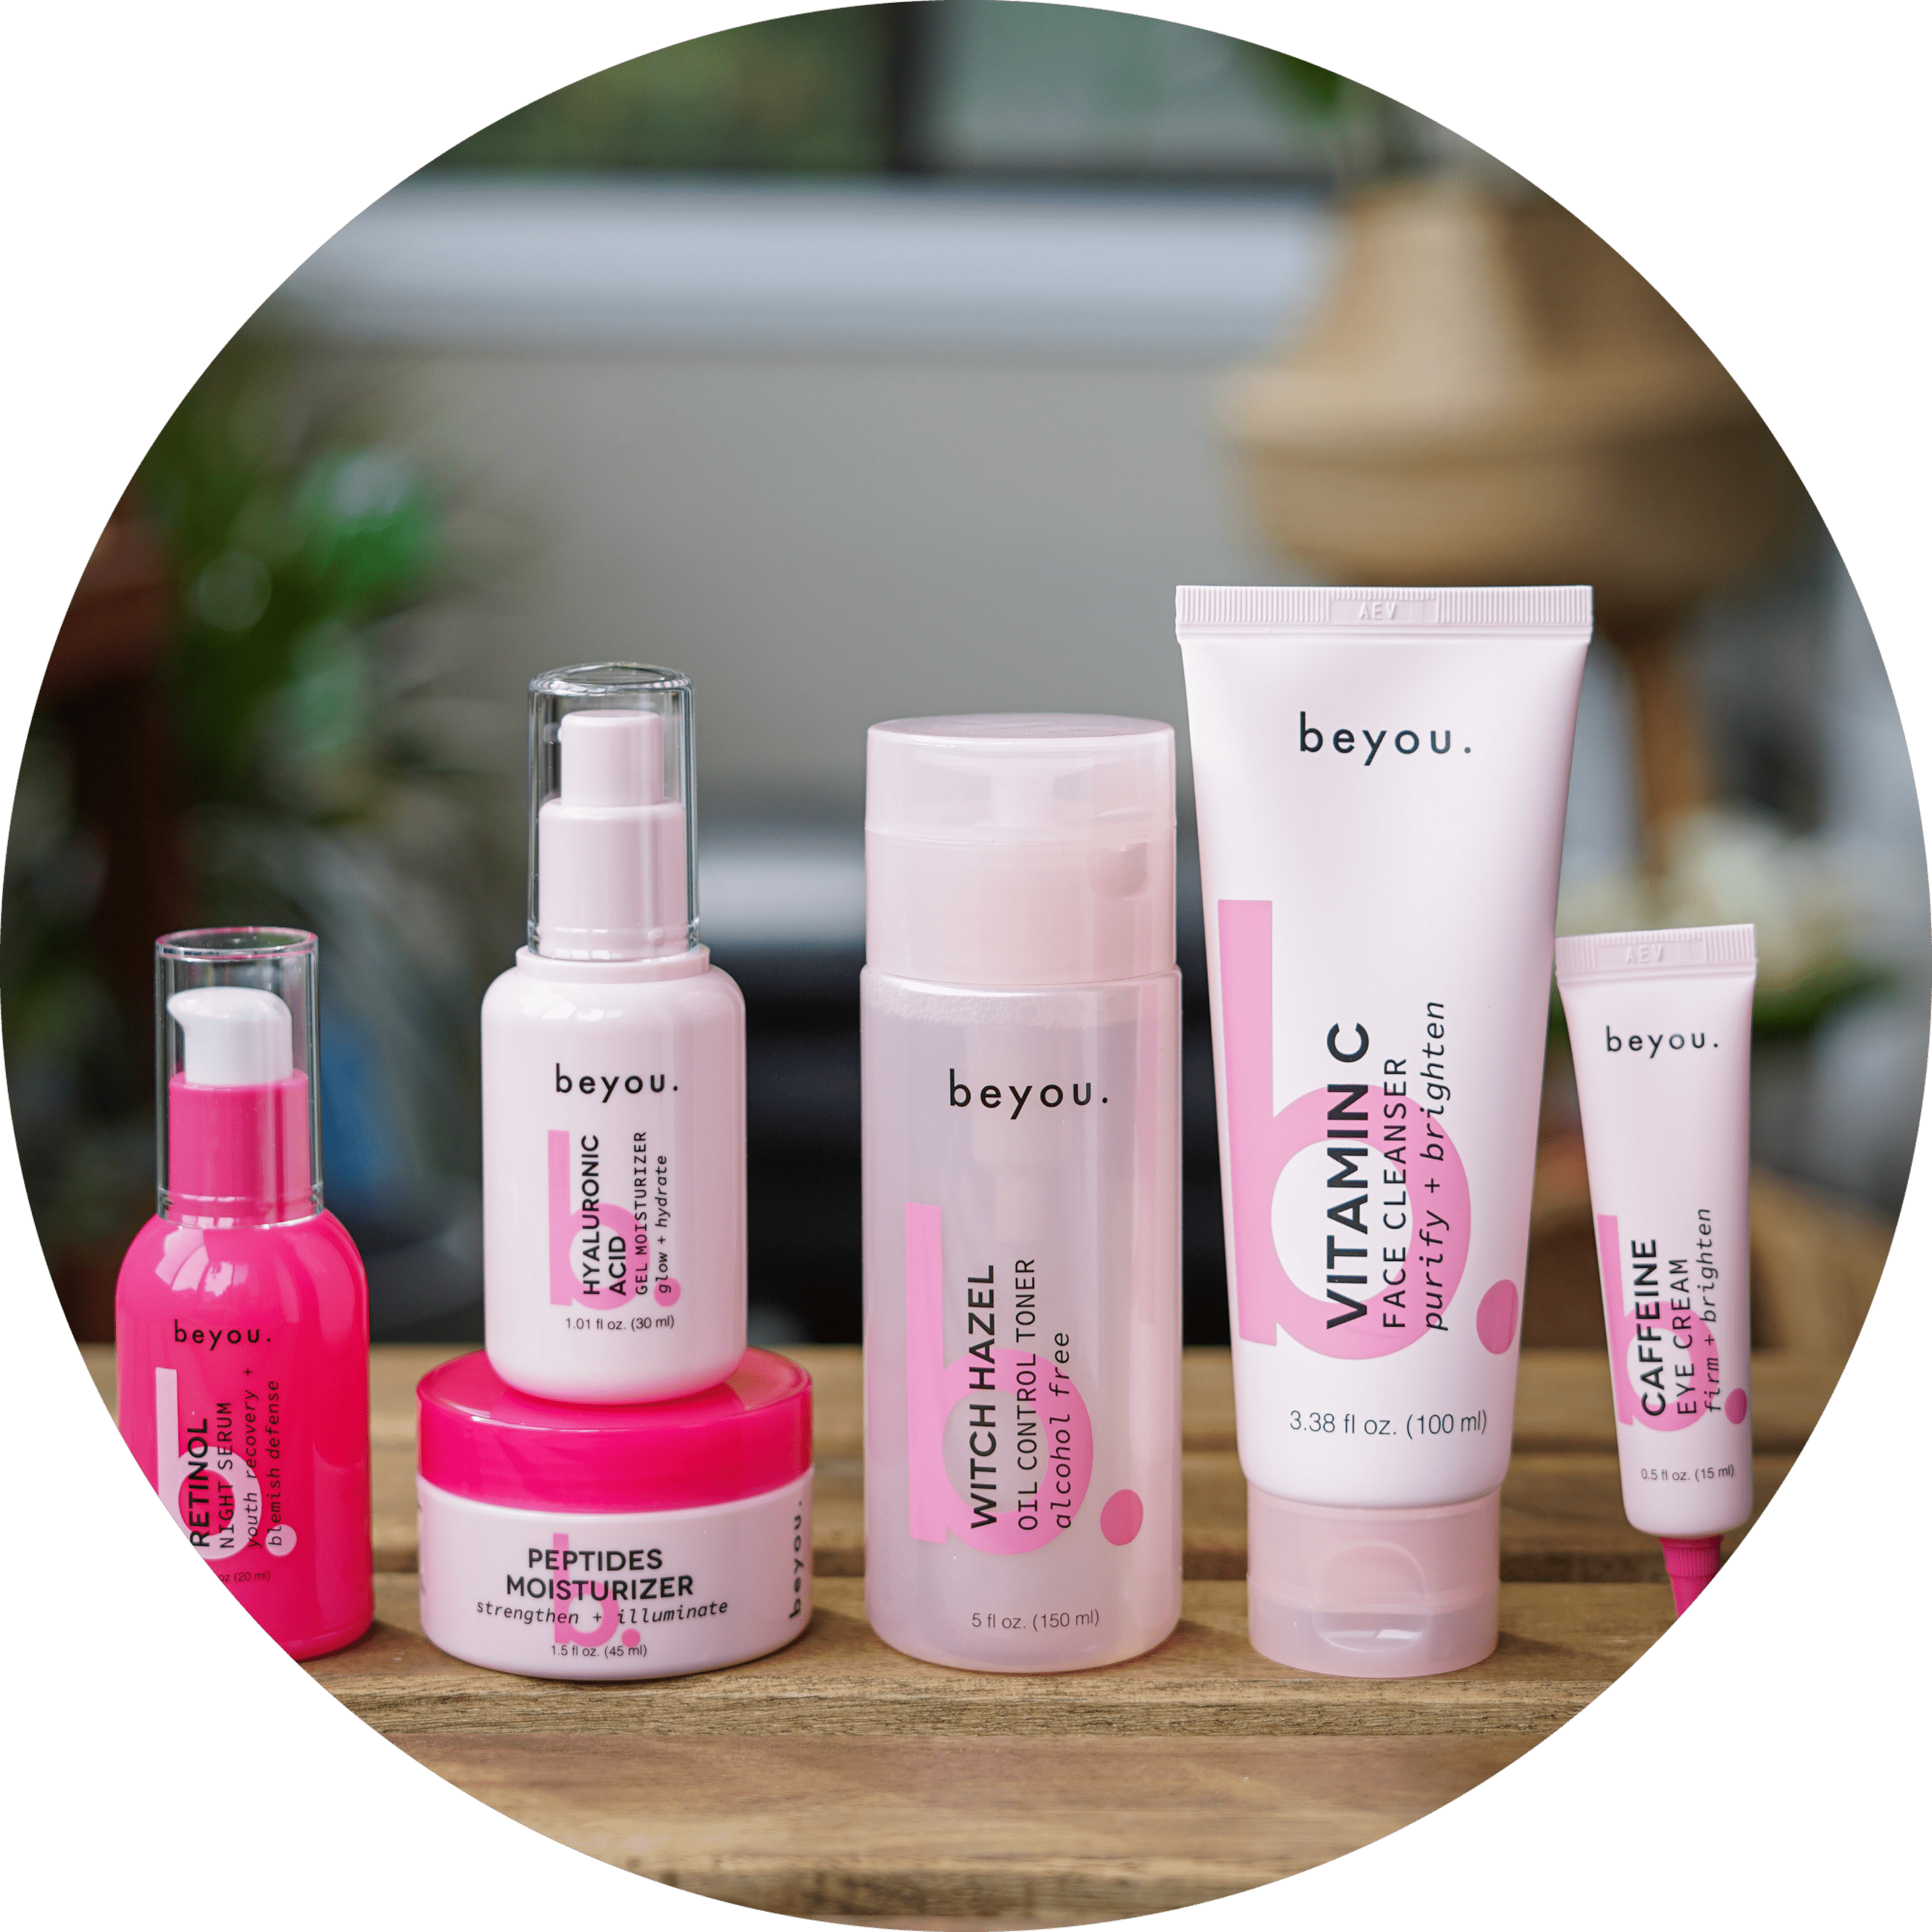 beyou.
RETINOL
NIGHT SERUM
youth recovery +
blemish defense
oz (20 ml)
beyou.
HYALURONIC
ACID
GEL MOISTURIZER
glow + hydrate
1.01 fl oz. (30 ml)
b.
PEPTIDES
MOISTURIZER
strengthen + illuminate
b.
1.5 fl oz. (45 ml)
beyou.
beyou.
WITCH HAZEL
OIL CONTROL TONER
alcohol free
b.
5 fl oz. (150 ml)
AEV
beyou.
VITAMIN C
FACE CLEANSER
purify + brighten
b.
3.38 fl oz. (100 ml)
AEV
beyou.
CAFFEINE
EYE CREAM
firm + brighten
b.
0.5 fl oz. (15 ml)
b.